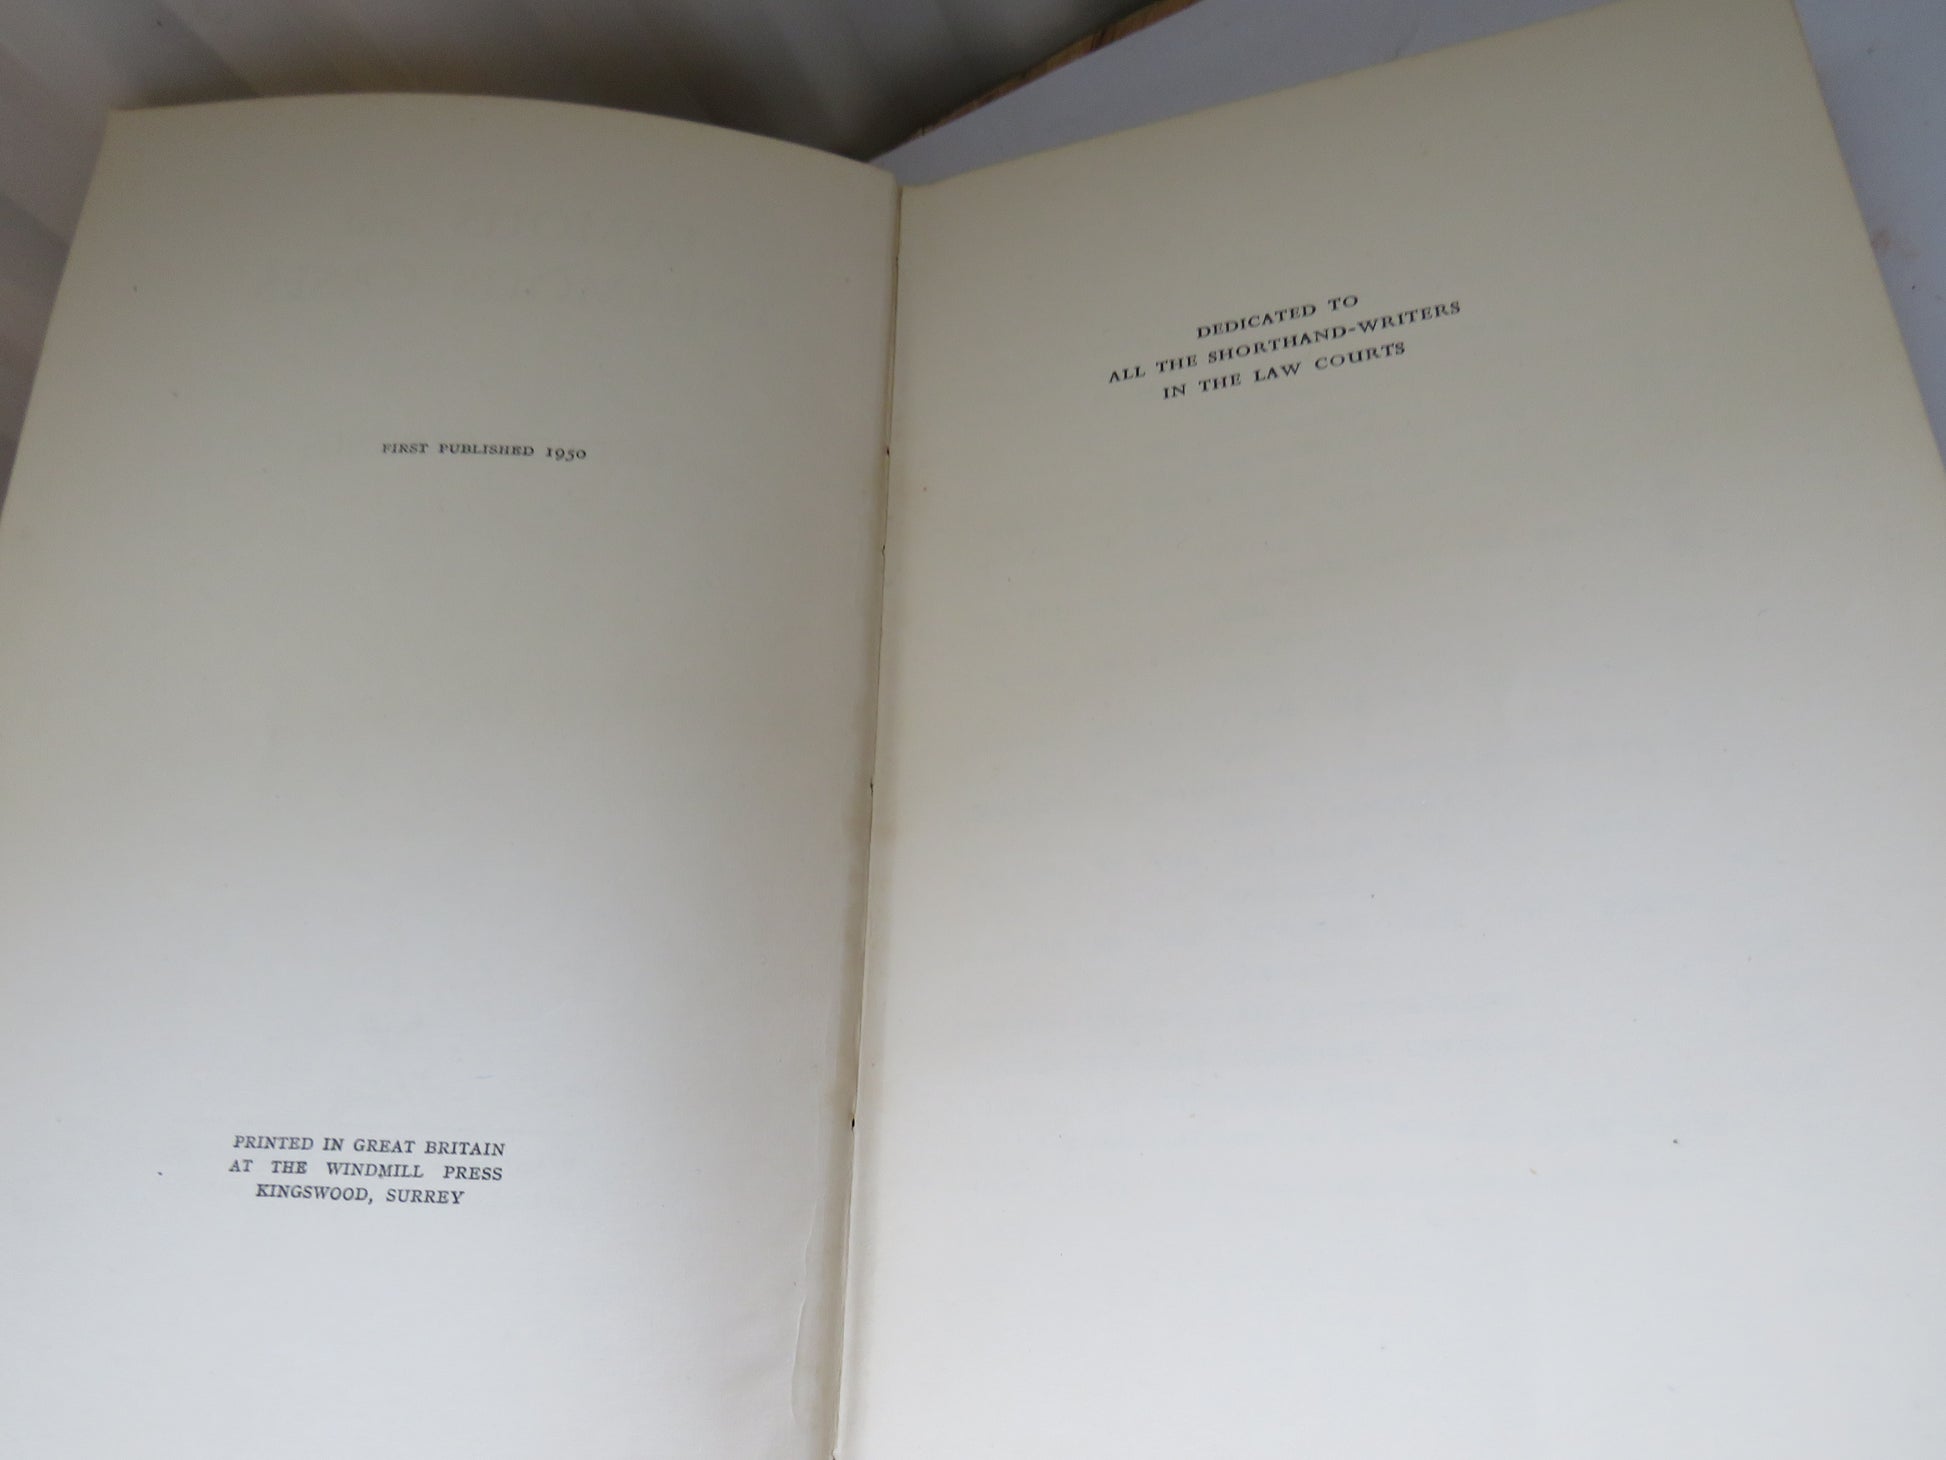 FIRST PUBLISHED 1950
PRINTED IN GREAT BRITAIN
AT THE WINDMILL PRESS
KINGSWOOD, SURREY
DEDICATED TO
ALL THE SHORTHAND-WRITERS
IN THE LAW COURTS